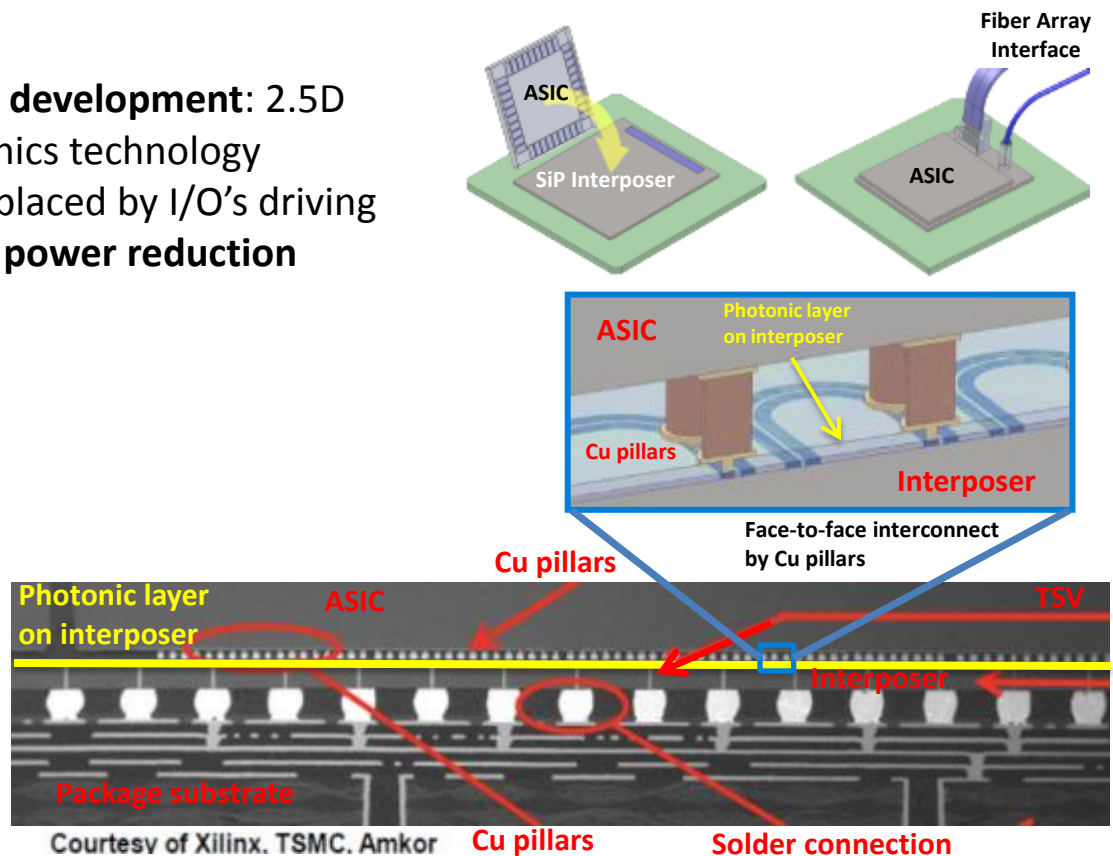 Fiber Array
Interface
development: 2.5D
nics technology
placed by I/O's driving
power reduction
ASIC
SiP Interposer
ASIC
Photonic layer
on interposer
ASIC
Cu pillars
Interposer
Face-to-face interconnect
by Cu pillars
Cu pillars
Photonic layer
on interposer
ASIC
TSV
Interposer
Package substrate
Courtesy of Xilinx, TSMC, Amkor
Cu pillars
Solder connection